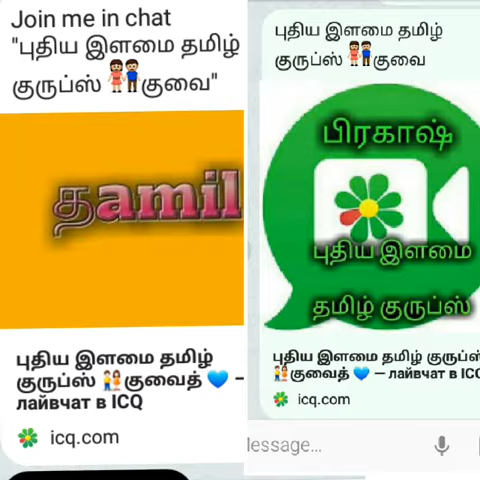 Join me in chat
"புதிய இளமை தமிழ்
குருப்ஸ் 👫குவை"
தamil
புதிய இளமை தமிழ்
குருப்ஸ் 👫குவைத் 💙 —
лайвчат в ICQ
icq.com
புதிய இளமை தமிழ்
குருப்ஸ் 👫குவை
பிரகாஷ்
புதிய இளமை
தமிழ் குருப்ஸ்
புதிய இளமை தமிழ் குருப்ஸ்
👫குவைத் 💙 — лайвчат в ICQ
icq.com
essage...